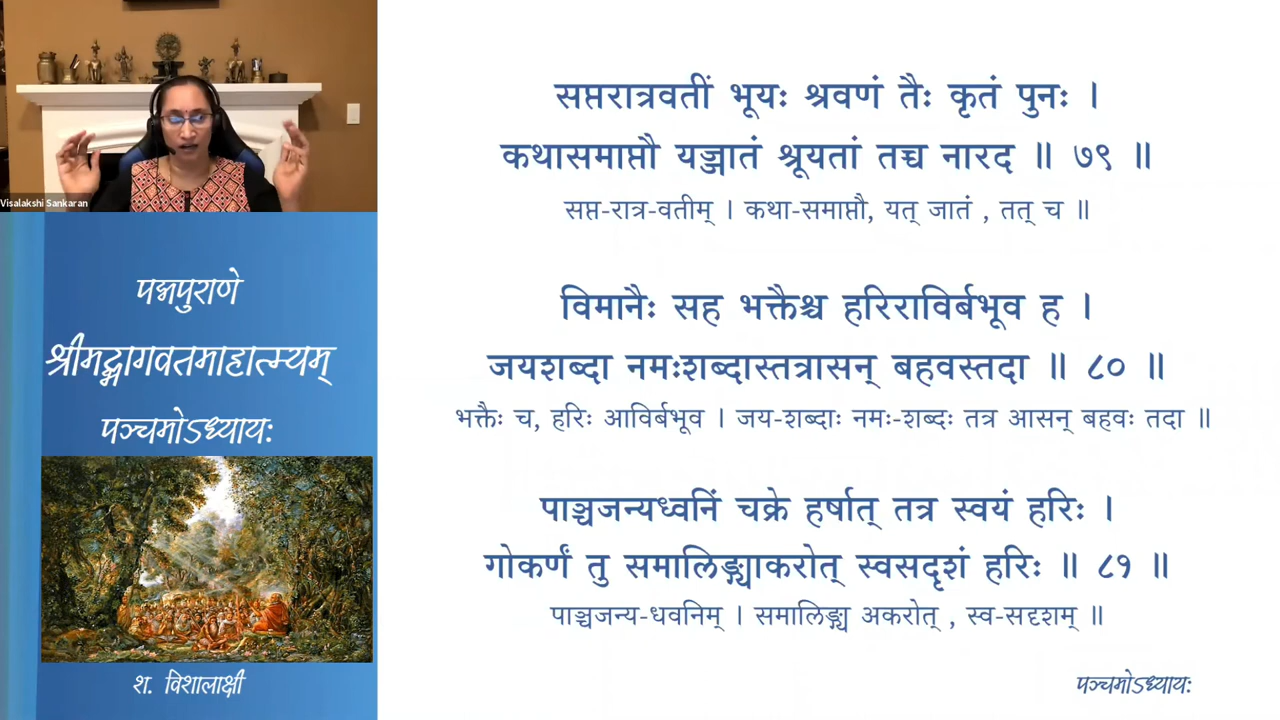 Visalakshi Sankaran
पद्मपुराणे
श्रीमद्भागवतमाहात्म्यम्
पञ्चमोऽध्यायः
श. विशालाक्षी
सप्तरात्रवतीं भूयः श्रवणं तैः कृतं पुनः ।
कथासमाप्तौ यज्जातं श्रूयतां तच्च नारद ॥ ७९ ॥
सप्त-रात्र-वतीम् । कथा-समाप्तौ, यत् जातं , तत् च ॥
विमानैः सह भक्तैश्च हरिराविर्बभूव ह ।
जयशब्दा नमःशब्दास्तत्रासन् बहवस्तदा ॥ ८० ॥
भक्तैः च, हरिः आविर्बभूव । जय-शब्दाः नमः-शब्दः तत्र आसन् बहवः तदा ॥
पाञ्चजन्यध्वनिं चक्रे हर्षात् तत्र स्वयं हरिः ।
गोकर्णं तु समालिङ्ग्याकरोत् स्वसदृशं हरिः ॥ ८१ ॥
पाञ्चजन्य-धवनिम् । समालिङ्ग्य अकरोत् , स्व-सदृशम् ॥
पञ्चमोऽध्यायः